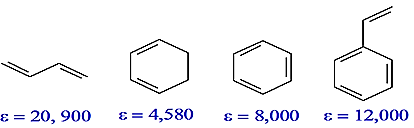 ε = 20, 900 ε = 4,580 ε = 8,000 ε = 12,000